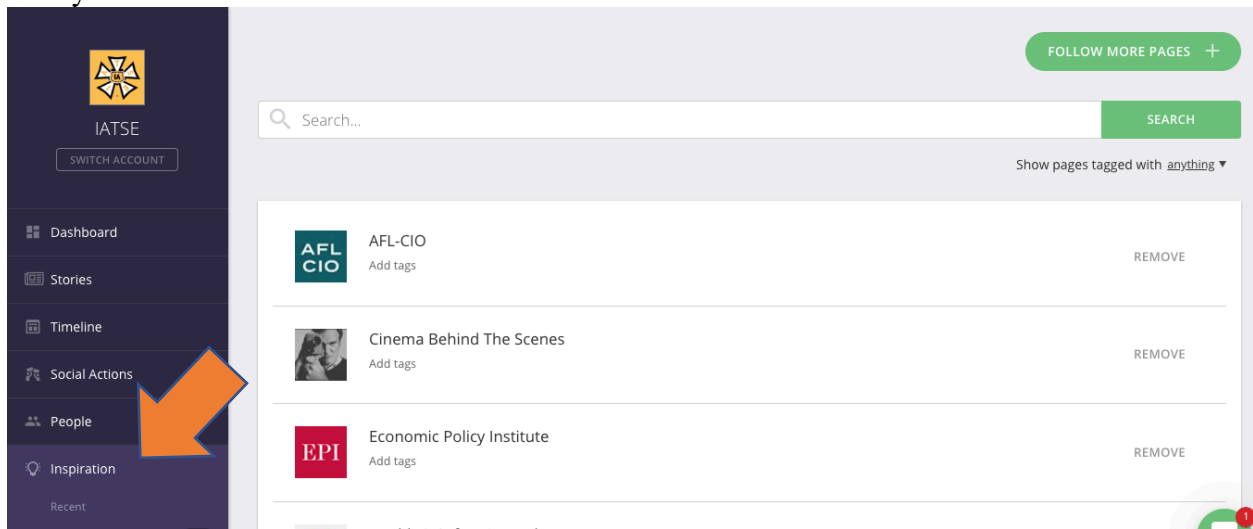 IATSE
SWITCH ACCOUNT
Dashboard
Stories
Timeline
Social Actions
People
Inspiration
Recent
FOLLOW MORE PAGES +
Search...
SEARCH
Show pages tagged with anything ▼
AFL
CIO
AFL-CIO
Add tags
REMOVE
Cinema Behind The Scenes
Add tags
REMOVE
EPI
Economic Policy Institute
Add tags
REMOVE
1